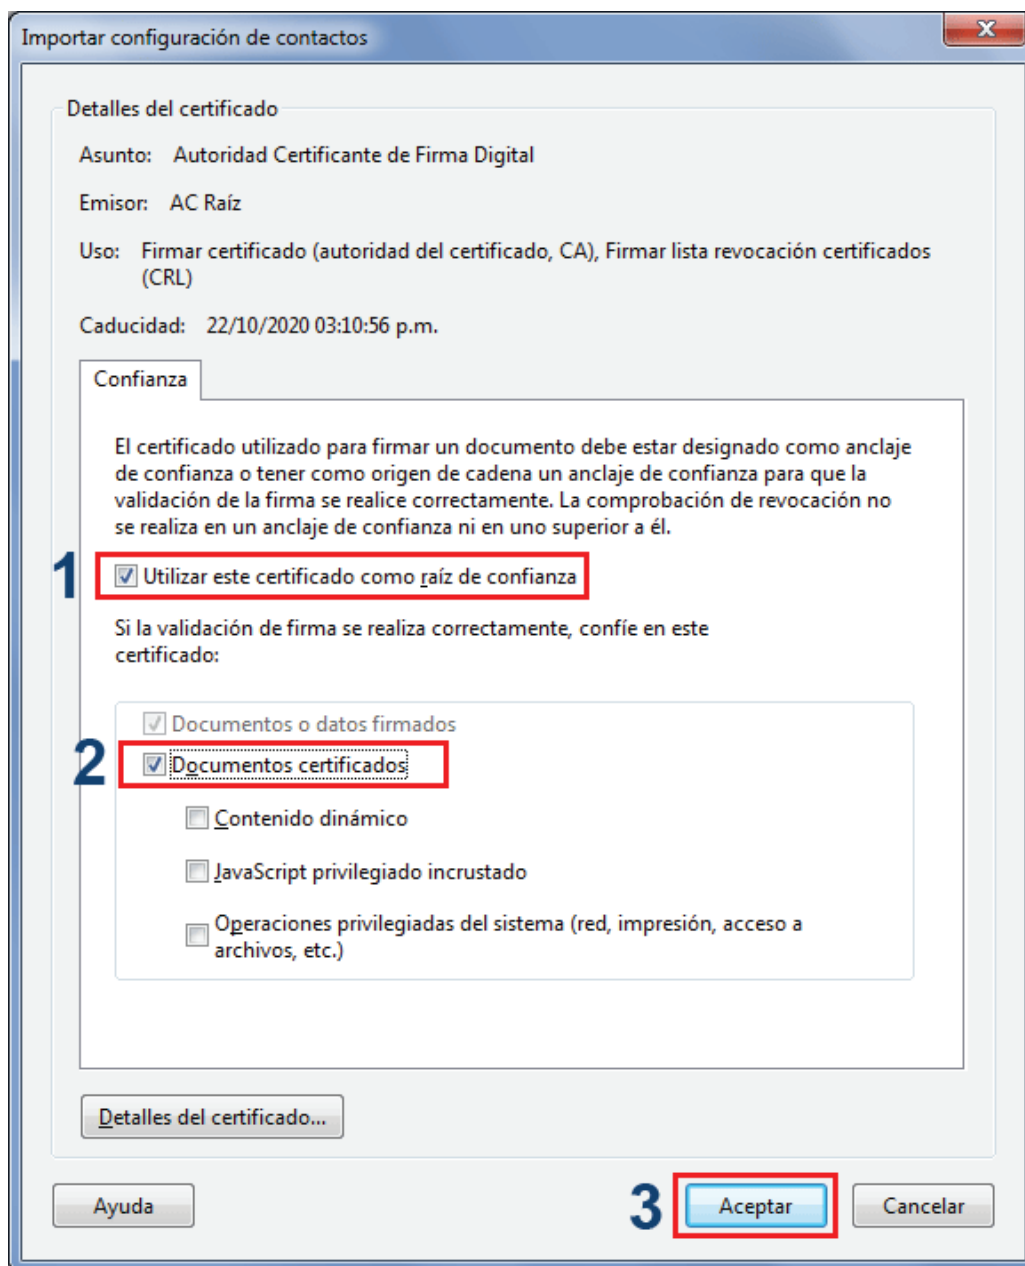 Importar configuración de contactos
X
Detalles del certificado
Asunto: Autoridad Certificante de Firma Digital
Emisor: AC Raíz
Uso: Firmar certificado (autoridad del certificado, CA), Firmar lista revocación certificados
(CRL)
Caducidad: 22/10/2020 03:10:56 p.m.
Confianza
El certificado utilizado para firmar un documento debe estar designado como anclaje
de confianza o tener como origen de cadena un anclaje de confianza para que la
validación de la firma se realice correctamente. La comprobación de revocación no
se realiza en un anclaje de confianza ni en uno superior a él.
1 Utilizar este certificado como raíz de confianza
Si la validación de firma se realiza correctamente, confíe en este
certificado:
Documentos o datos firmados
2 Documentos certificados
Contenido dinámico
JavaScript privilegiado incrustado
Operaciones privilegiadas del sistema (red, impresión, acceso a
archivos, etc.)
Detalles del certificado...
Ayuda 3 Aceptar Cancelar